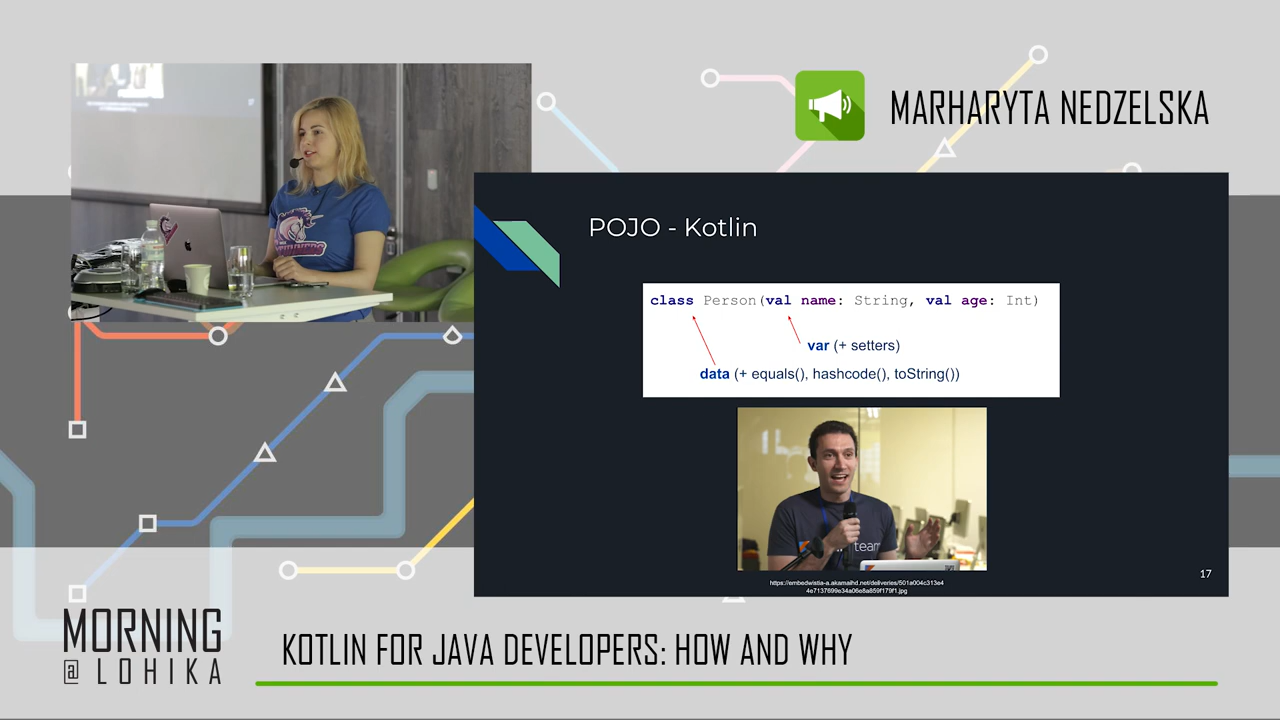 MARHARYTA NEDZELSKA
POJO - Kotlin
class Person(val name: String, val age: Int)
var (+ setters)
data (+ equals(), hashcode(), toString())
team
https://embedwistia-a.akamaihd.net/deliveries/501a004c313e4
4e7137699e34a06e8a859f179f1.jpg
17
MORNING
@ LOHIKA
KOTLIN FOR JAVA DEVELOPERS: HOW AND WHY